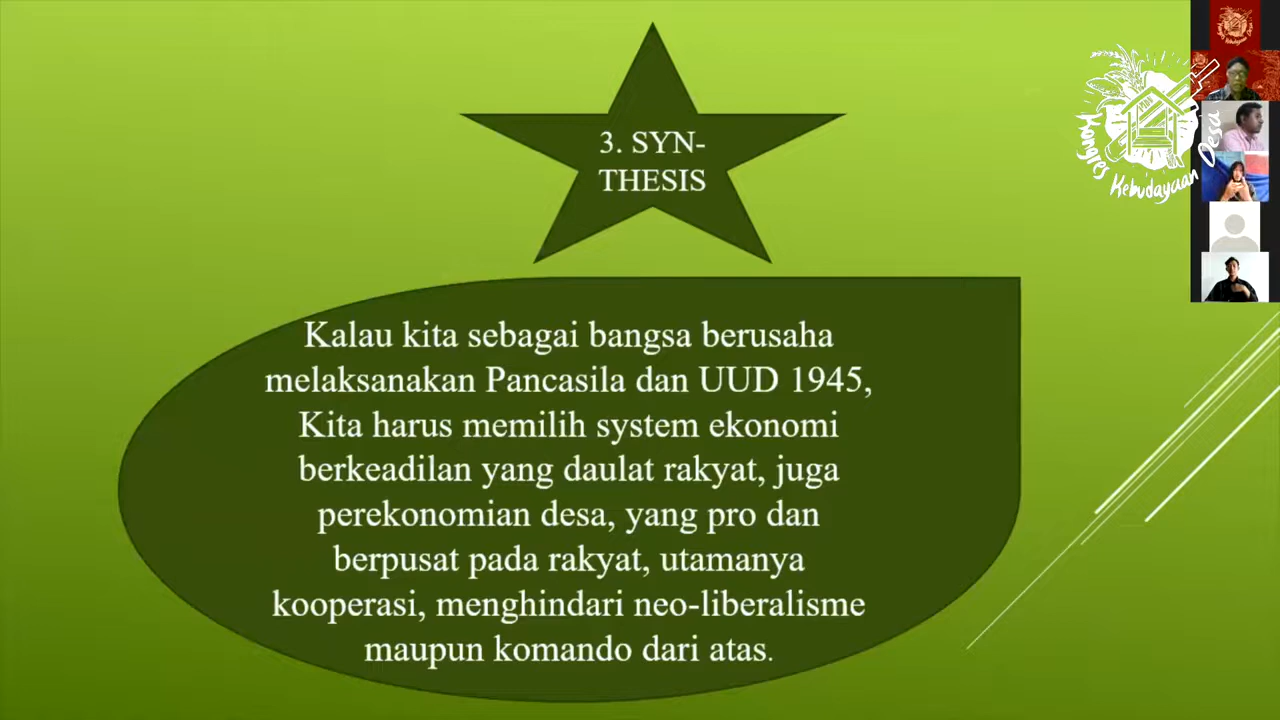 3. SYN-
THESIS
Kongres Kebudayaan Desa
Kalau kita sebagai bangsa berusaha
melaksanakan Pancasila dan UUD 1945,
Kita harus memilih system ekonomi
berkeadilan yang daulat rakyat, juga
perekonomian desa, yang pro dan
berpusat pada rakyat, utamanya
kooperasi, menghindari neo-liberalisme
maupun komando dari atas.